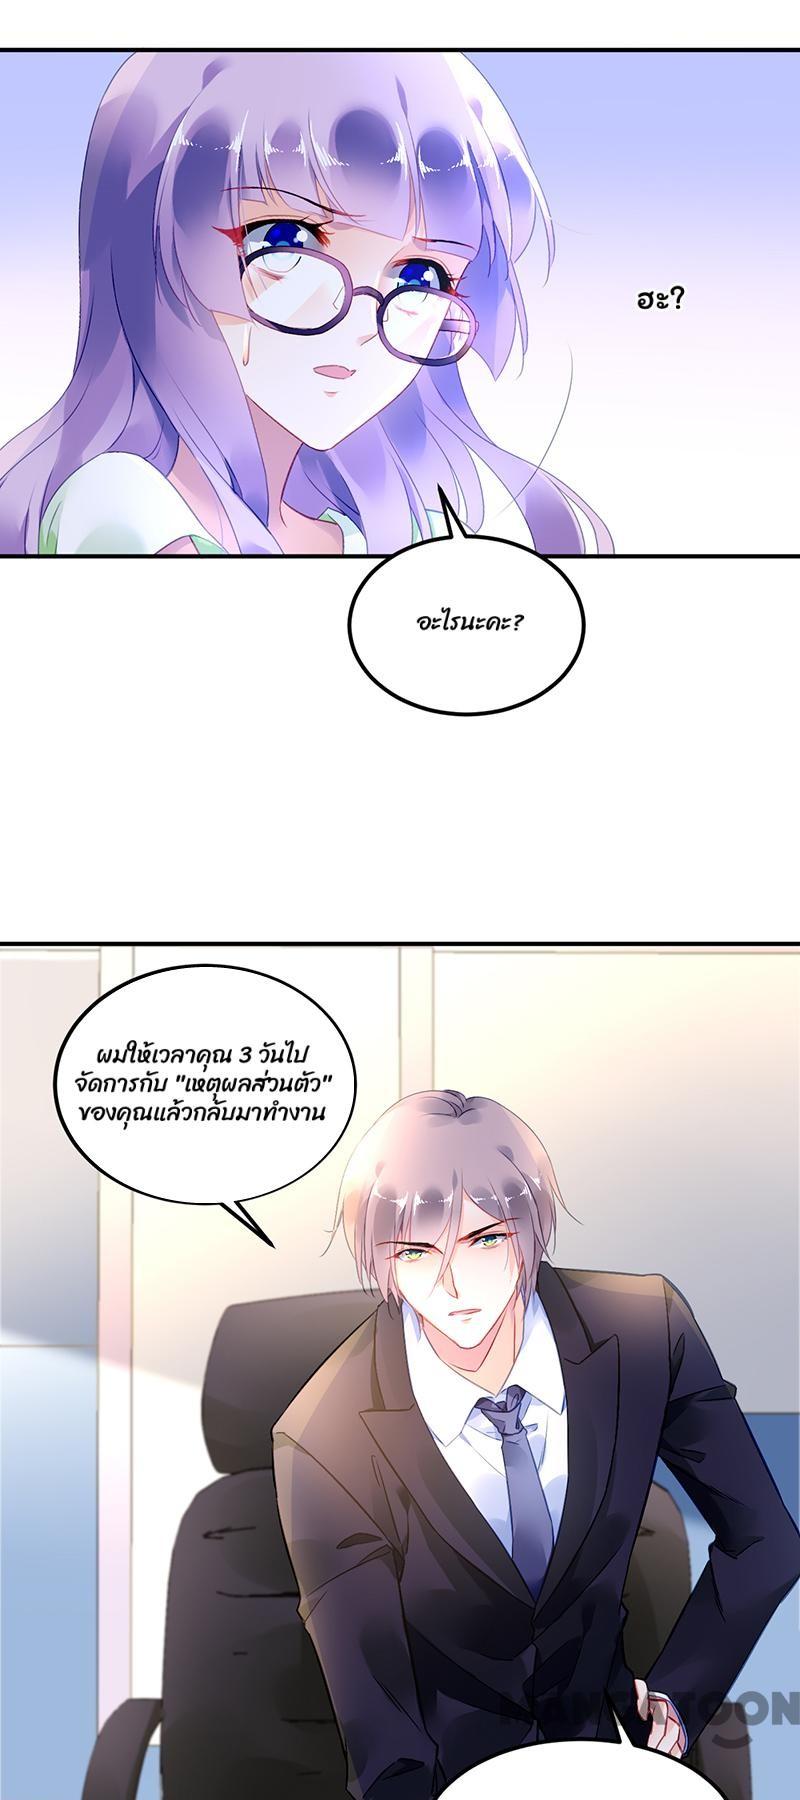 ฮะ?
อะไรนะคะ?
ผมให้เวลาคุณ 3 วันไป
จัดการกับ "เหตุผลส่วนตัว"
ของคุณแล้วกลับมาทำงาน
MANGATOON